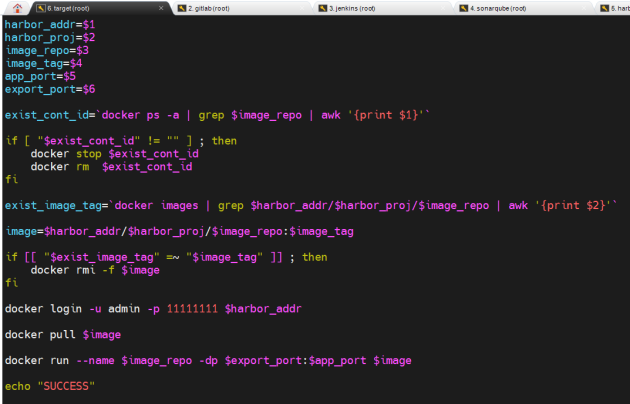 6. target (root)
2. gitlab (root)
3. jenkins (root)
4. sonarqube (root)
5. harb
harbor_addr=$1
harbor_proj=$2
image_repo=$3
image_tag=$4
app_port=$5
export_port=$6
exist_cont_id=`docker ps -a | grep $image_repo | awk '{print $1}'`
if [ "$exist_cont_id" != "" ] ; then
    docker stop $exist_cont_id
    docker rm  $exist_cont_id
fi
exist_image_tag=`docker images | grep $harbor_addr/$harbor_proj/$image_repo | awk '{print $2}'`
image=$harbor_addr/$harbor_proj/$image_repo:$image_tag
if [[ "$exist_image_tag" =~ "$image_tag" ]] ; then
    docker rmi -f $image
fi
docker login -u admin -p 11111111 $harbor_addr
docker pull $image
docker run --name $image_repo -dp $export_port:$app_port $image
echo "SUCCESS"